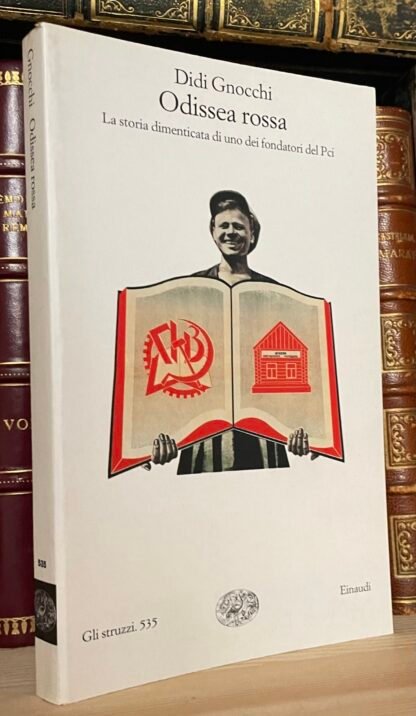 Didi Gnocchi
Odissea rossa
La storia dimenticata di uno dei fondatori del Pci
Gnocchi Odissea rossa
535
Gli struzzi. 535
Einaudi
VO